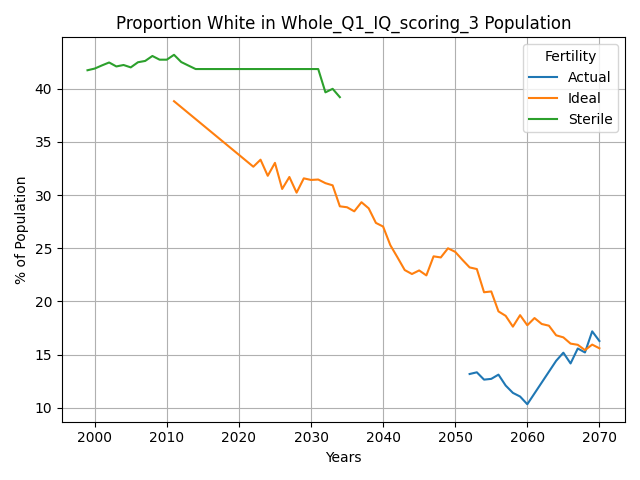 Proportion White in Whole_Q1_IQ_scoring_3 Population
Fertility
Actual
Ideal
Sterile
% of Population
40
35
30
25
20
15
10
2000 2010 2020 2030 2040 2050 2060 2070
Years